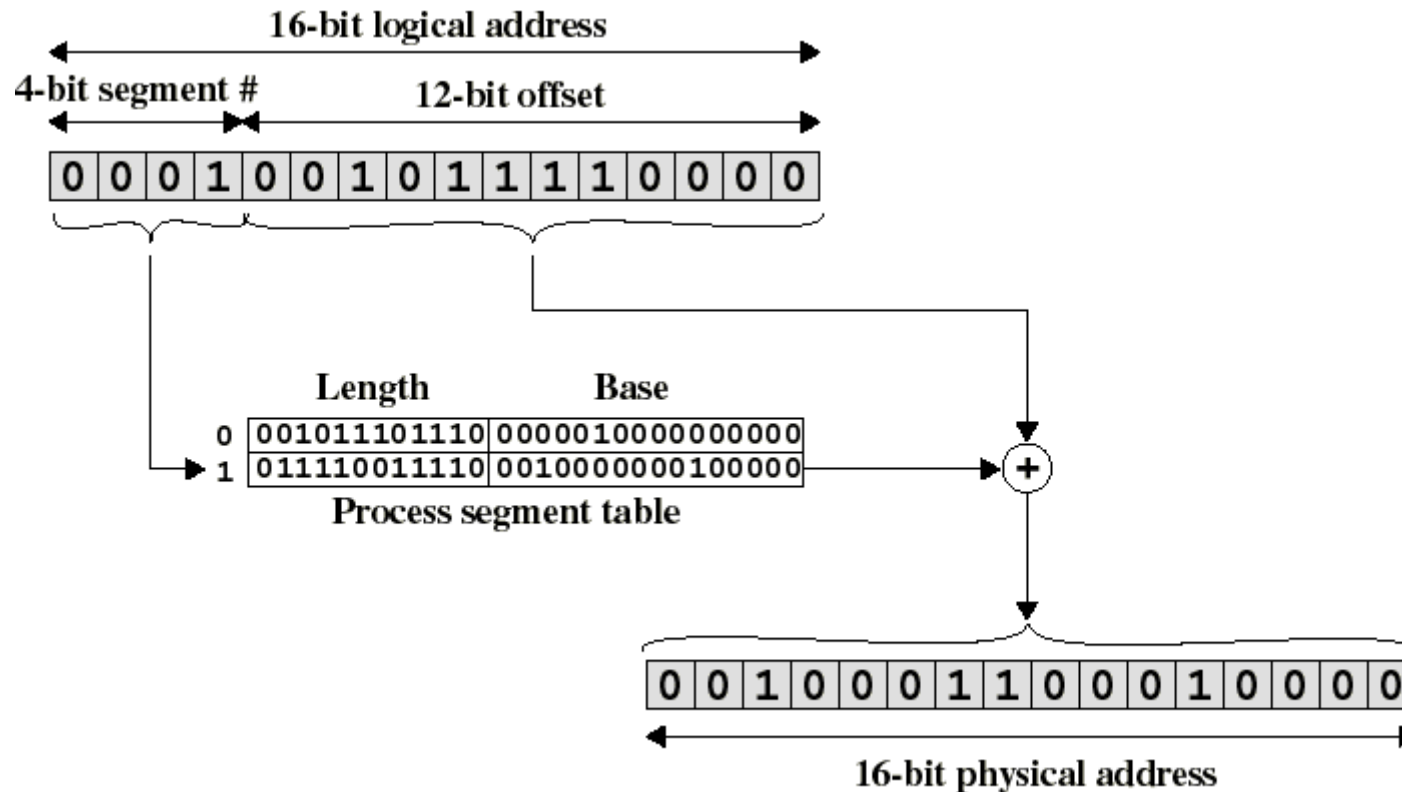 16-bit logical address
4-bit segment # 12-bit offset
0 0 0 1 0 0 1 0 1 1 1 1 0 0 0 0
Length Base
0 001011101110 0000010000000000
1 011110011110 0010000000100000
+
Process segment table
0 0 1 0 0 0 1 1 0 0 0 1 0 0 0 0
16-bit physical address